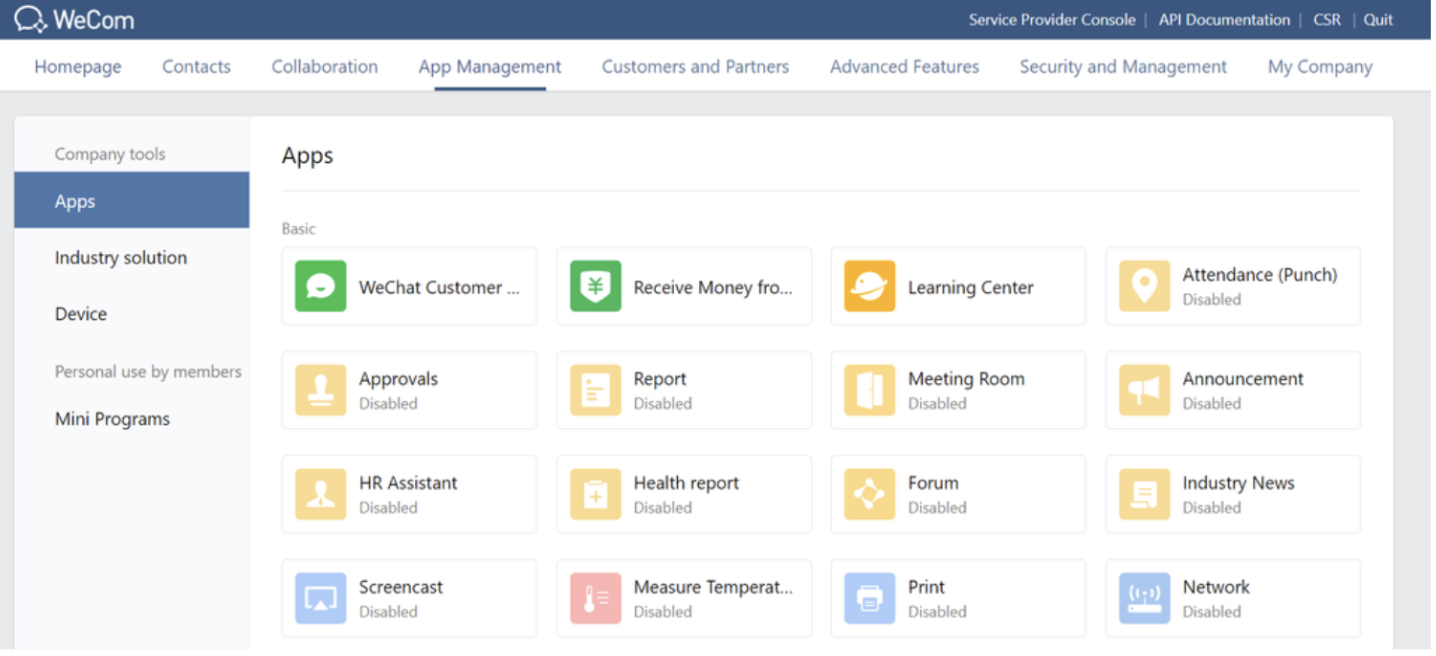 WeCom
Service Provider Console | API Documentation | CSR | Quit
Homepage Contacts Collaboration App Management Customers and Partners Advanced Features Security and Management My Company
Company tools
Apps
Industry solution
Device
Personal use by members
Mini Programs
Apps
Basic
WeChat Customer ...
Receive Money fro...
Learning Center
Attendance (Punch)
Disabled
Approvals
Disabled
Report
Disabled
Meeting Room
Disabled
Announcement
Disabled
HR Assistant
Disabled
Health report
Disabled
Forum
Disabled
Industry News
Disabled
Screencast
Disabled
Measure Temperat...
Disabled
Print
Disabled
Network
Disabled